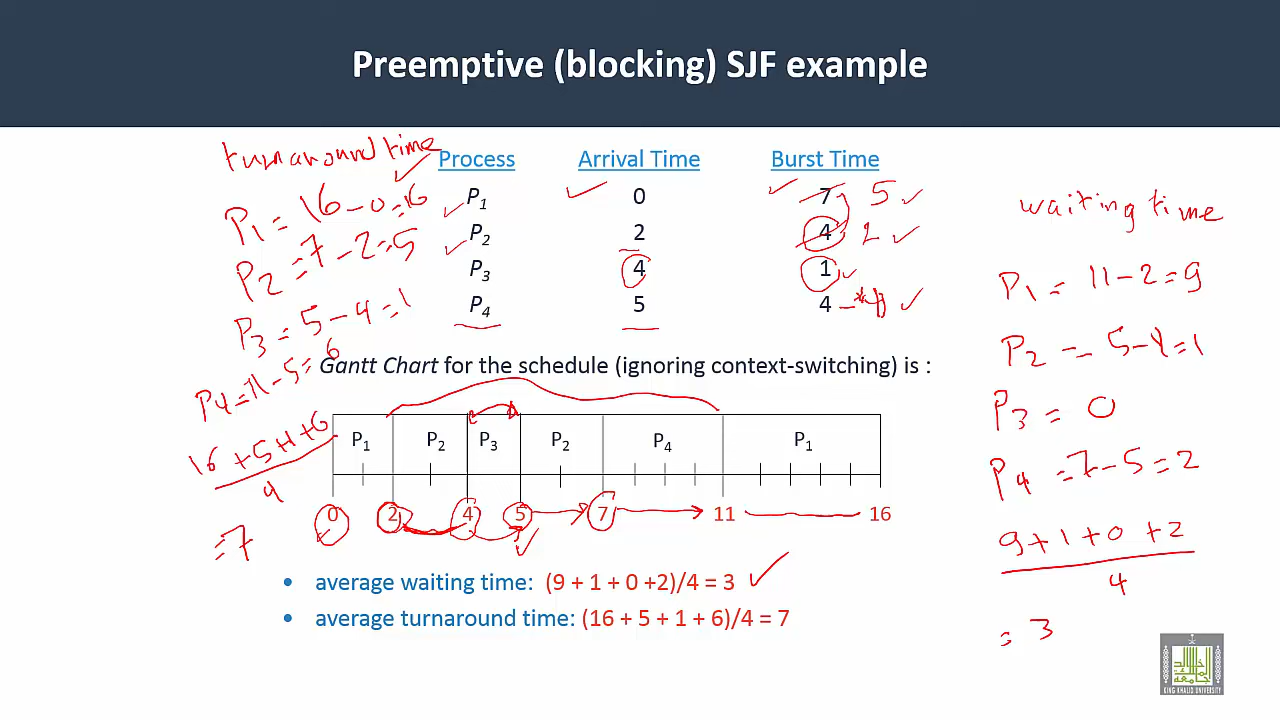 Preemptive (blocking) SJF example
turnaround time
Process Arrival Time Burst Time
P1 0 7 5
P2 2 4 2
P3 4 1
P4 5 4
P1 = 16 - 0 = 16
P2 = 7 - 2 = 5
P3 = 5 - 4 = 1
P4 = 11 - 5 = 6
16 + 5 + 1 + 6
4
= 7
waiting time
P1 = 11 - 2 = 9
P2 = 5 - 4 = 1
P3 = 0
P4 = 7 - 5 = 2
9 + 1 + 0 + 2
4
= 3
Gantt Chart for the schedule (ignoring context-switching) is :
P1 P2 P3 P2 P4 P1
0 2 4 5 7 11 16
• average waiting time: (9 + 1 + 0 +2)/4 = 3
• average turnaround time: (16 + 5 + 1 + 6)/4 = 7
KING KHALID UNIVERSITY